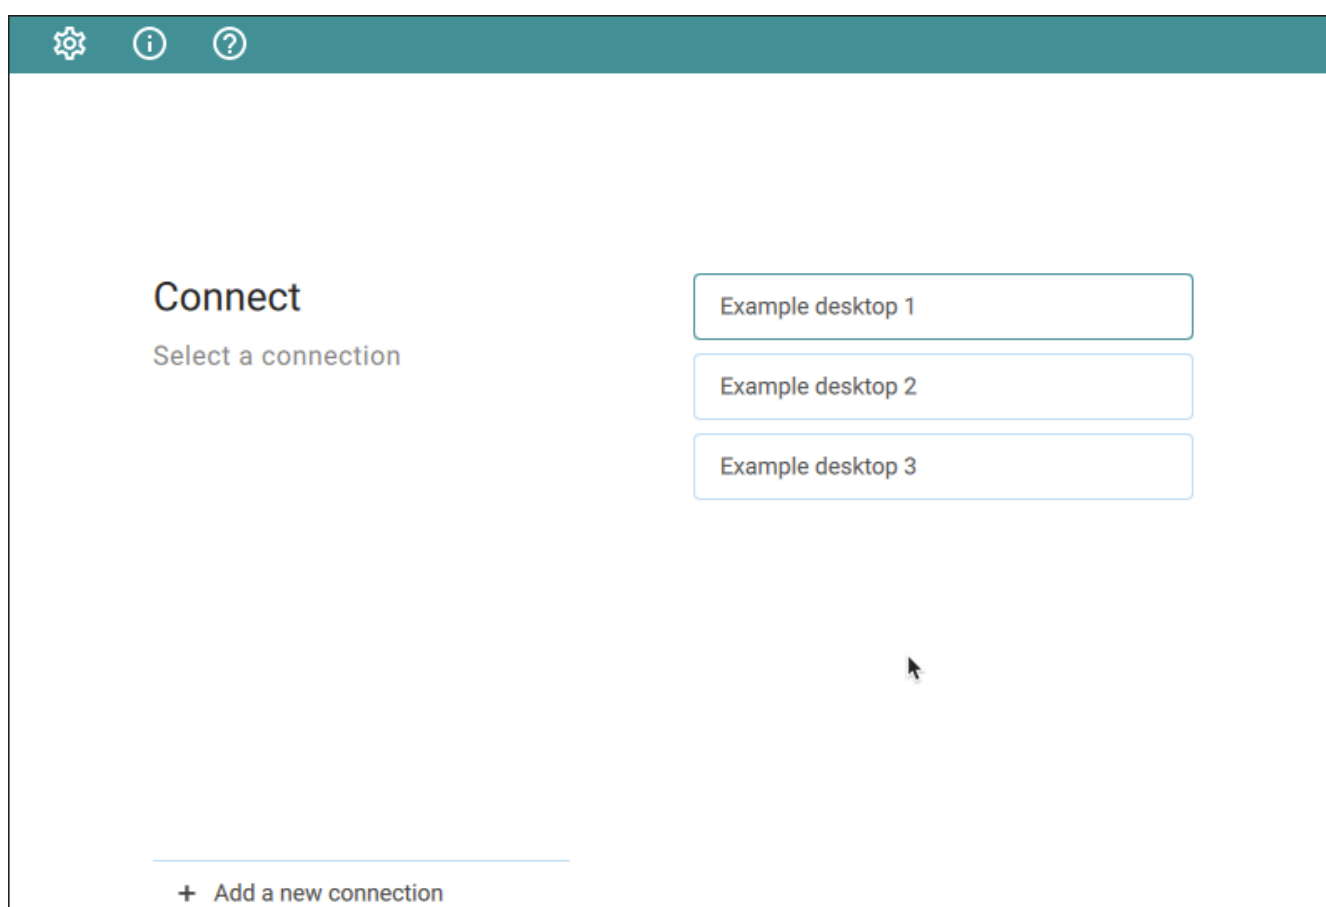 Connect
Select a connection
Example desktop 1
Example desktop 2
Example desktop 3
+ Add a new connection